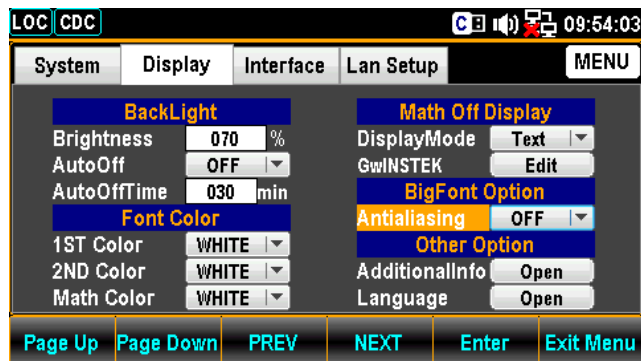 LOC CDC C 09:54:03
System Display Interface Lan Setup MENU
BackLight
Brightness 070 %
AutoOff OFF
AutoOffTime 030 min
Font Color
1ST Color WHITE
2ND Color WHITE
Math Color WHITE
Math Off Display
DisplayMode Text
GWINSTEK Edit
BigFont Option
Antialiasing OFF
Other Option
AdditionalInfo Open
Language Open
Page Up Page Down PREV NEXT Enter Exit Menu